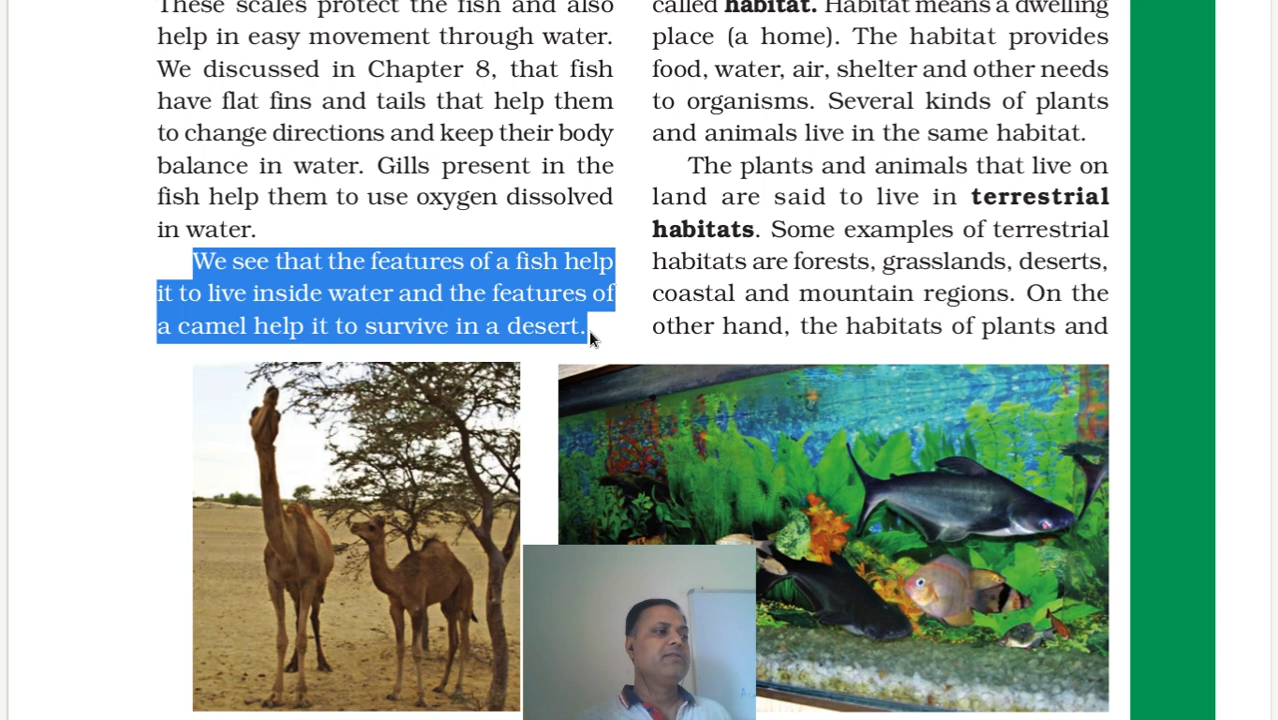 These scales protect the fish and also
help in easy movement through water.
We discussed in Chapter 8, that fish
have flat fins and tails that help them
to change directions and keep their body
balance in water. Gills present in the
fish help them to use oxygen dissolved
in water.
We see that the features of a fish help
it to live inside water and the features of
a camel help it to survive in a desert.
called habitat. Habitat means a dwelling
place (a home). The habitat provides
food, water, air, shelter and other needs
to organisms. Several kinds of plants
and animals live in the same habitat.
The plants and animals that live on
land are said to live in terrestrial
habitats. Some examples of terrestrial
habitats are forests, grasslands, deserts,
coastal and mountain regions. On the
other hand, the habitats of plants and